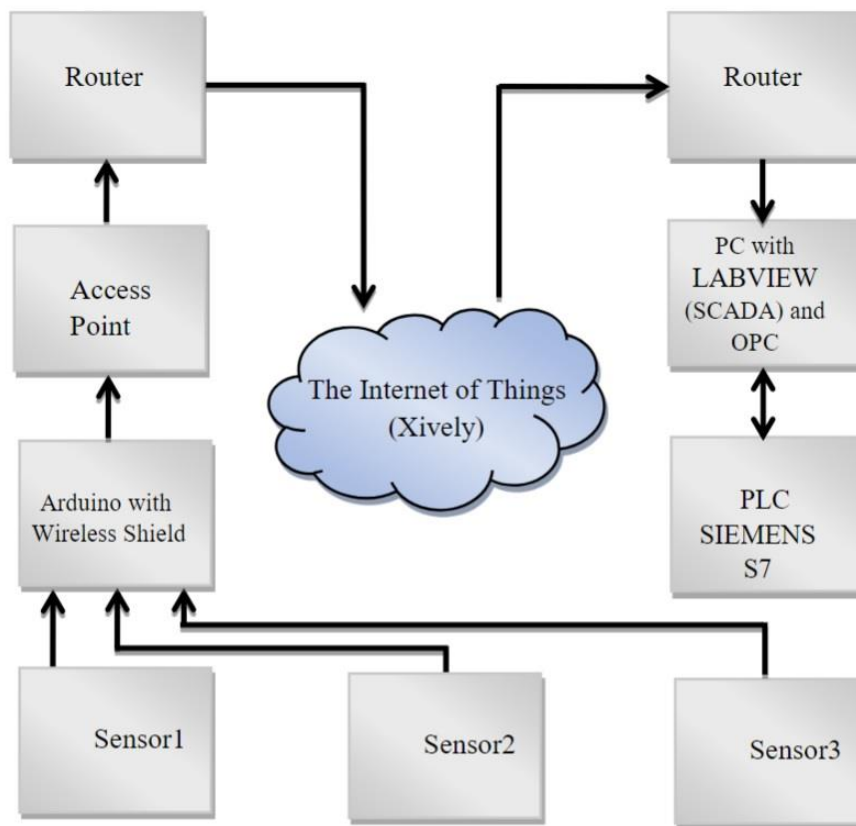 Router
Router
Access
Point
PC with
LABVIEW
(SCADA) and
OPC
The Internet of Things
(Xively)
Arduino with
Wireless Shield
PLC
SIEMENS
S7
Sensor1
Sensor2
Sensor3